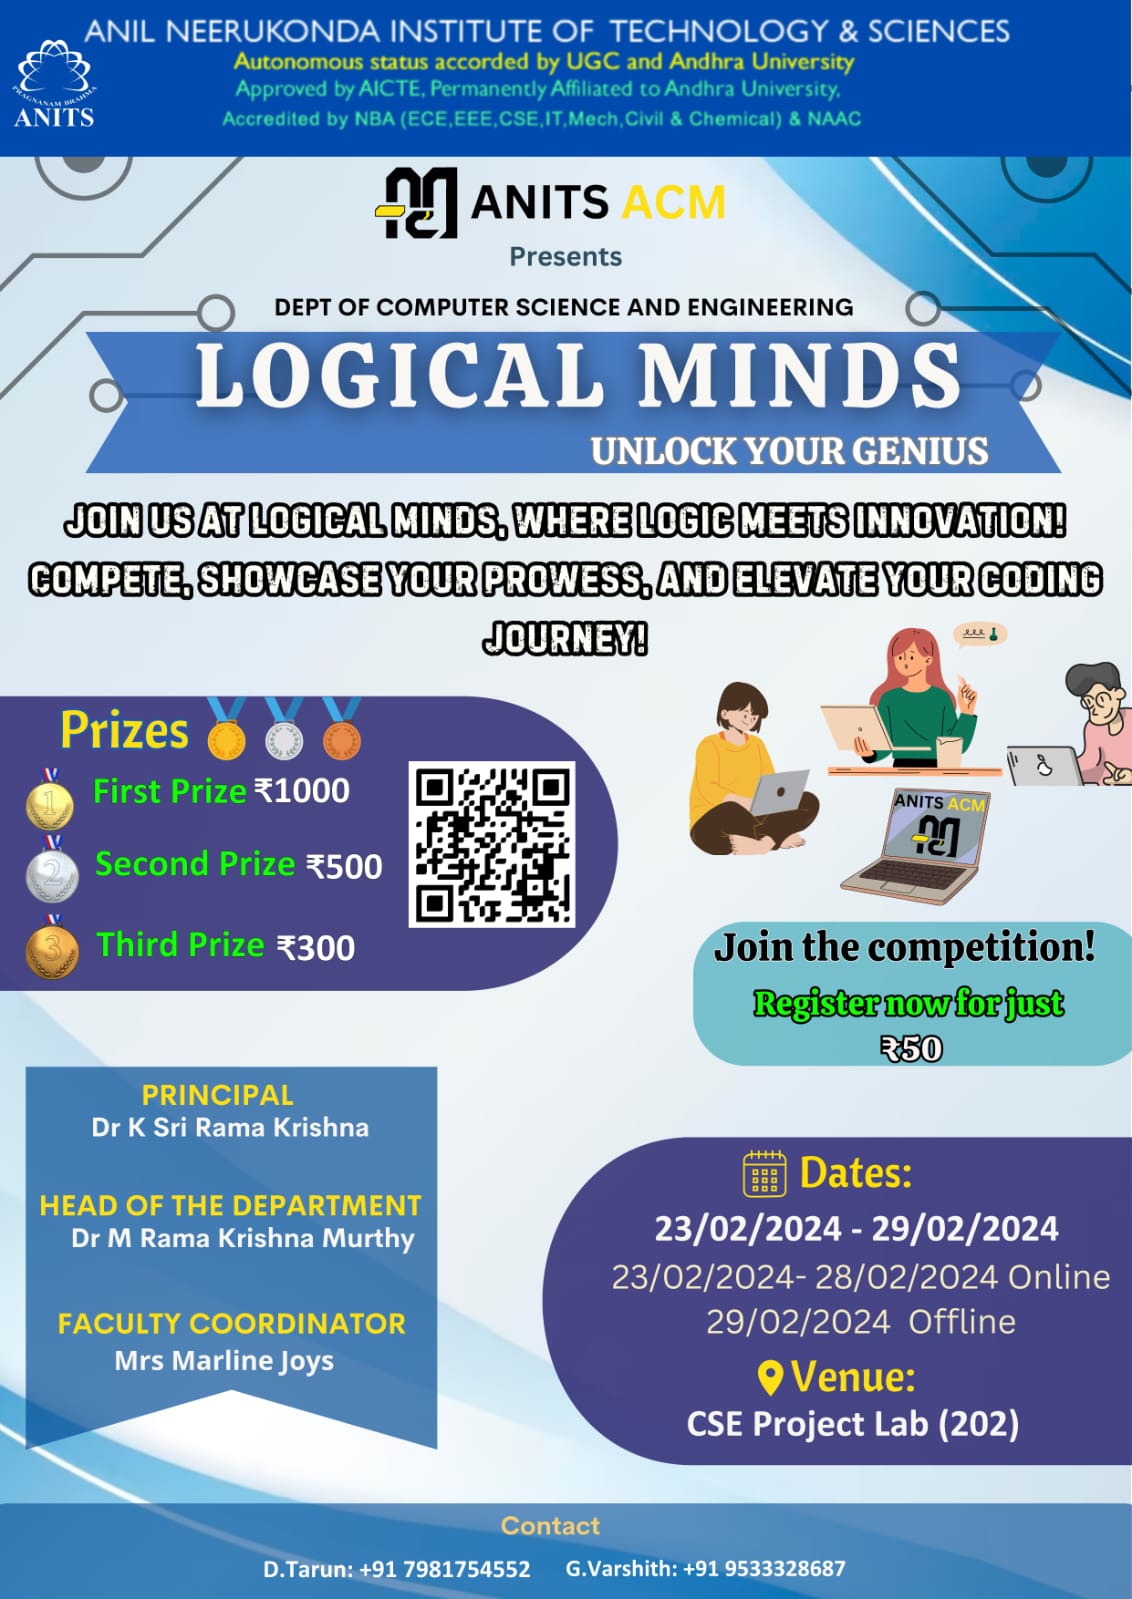 ANIL NEERUKONDA INSTITUTE OF TECHNOLOGY & SCIENCES
Autonomous status accorded by UGC and Andhra University
Approved by AICTE, Permanently Affiliated to Andhra University,
Accredited by NBA (ECE,EEE,CSE,IT,Mech,Civil & Chemical) & NAAC
PRAGNANAM BRAHMA
ANITS
ANITS ACM
Presents
DEPT OF COMPUTER SCIENCE AND ENGINEERING
LOGICAL MINDS
UNLOCK YOUR GENIUS
JOIN US AT LOGICAL MINDS, WHERE LOGIC MEETS INNOVATION!
COMPETE, SHOWCASE YOUR PROWESS, AND ELEVATE YOUR CODING
JOURNEY!
Prizes
1
First Prize ₹1000
2
Second Prize ₹500
3
Third Prize ₹300
ANITS ACM
Join the competition!
Register now for just
₹50
PRINCIPAL
Dr K Sri Rama Krishna
HEAD OF THE DEPARTMENT
Dr M Rama Krishna Murthy
FACULTY COORDINATOR
Mrs Marline Joys
Dates:
23/02/2024 - 29/02/2024
23/02/2024- 28/02/2024 Online
29/02/2024 Offline
Venue:
CSE Project Lab (202)
Contact
D.Tarun: +91 7981754552 G.Varshith: +91 9533328687